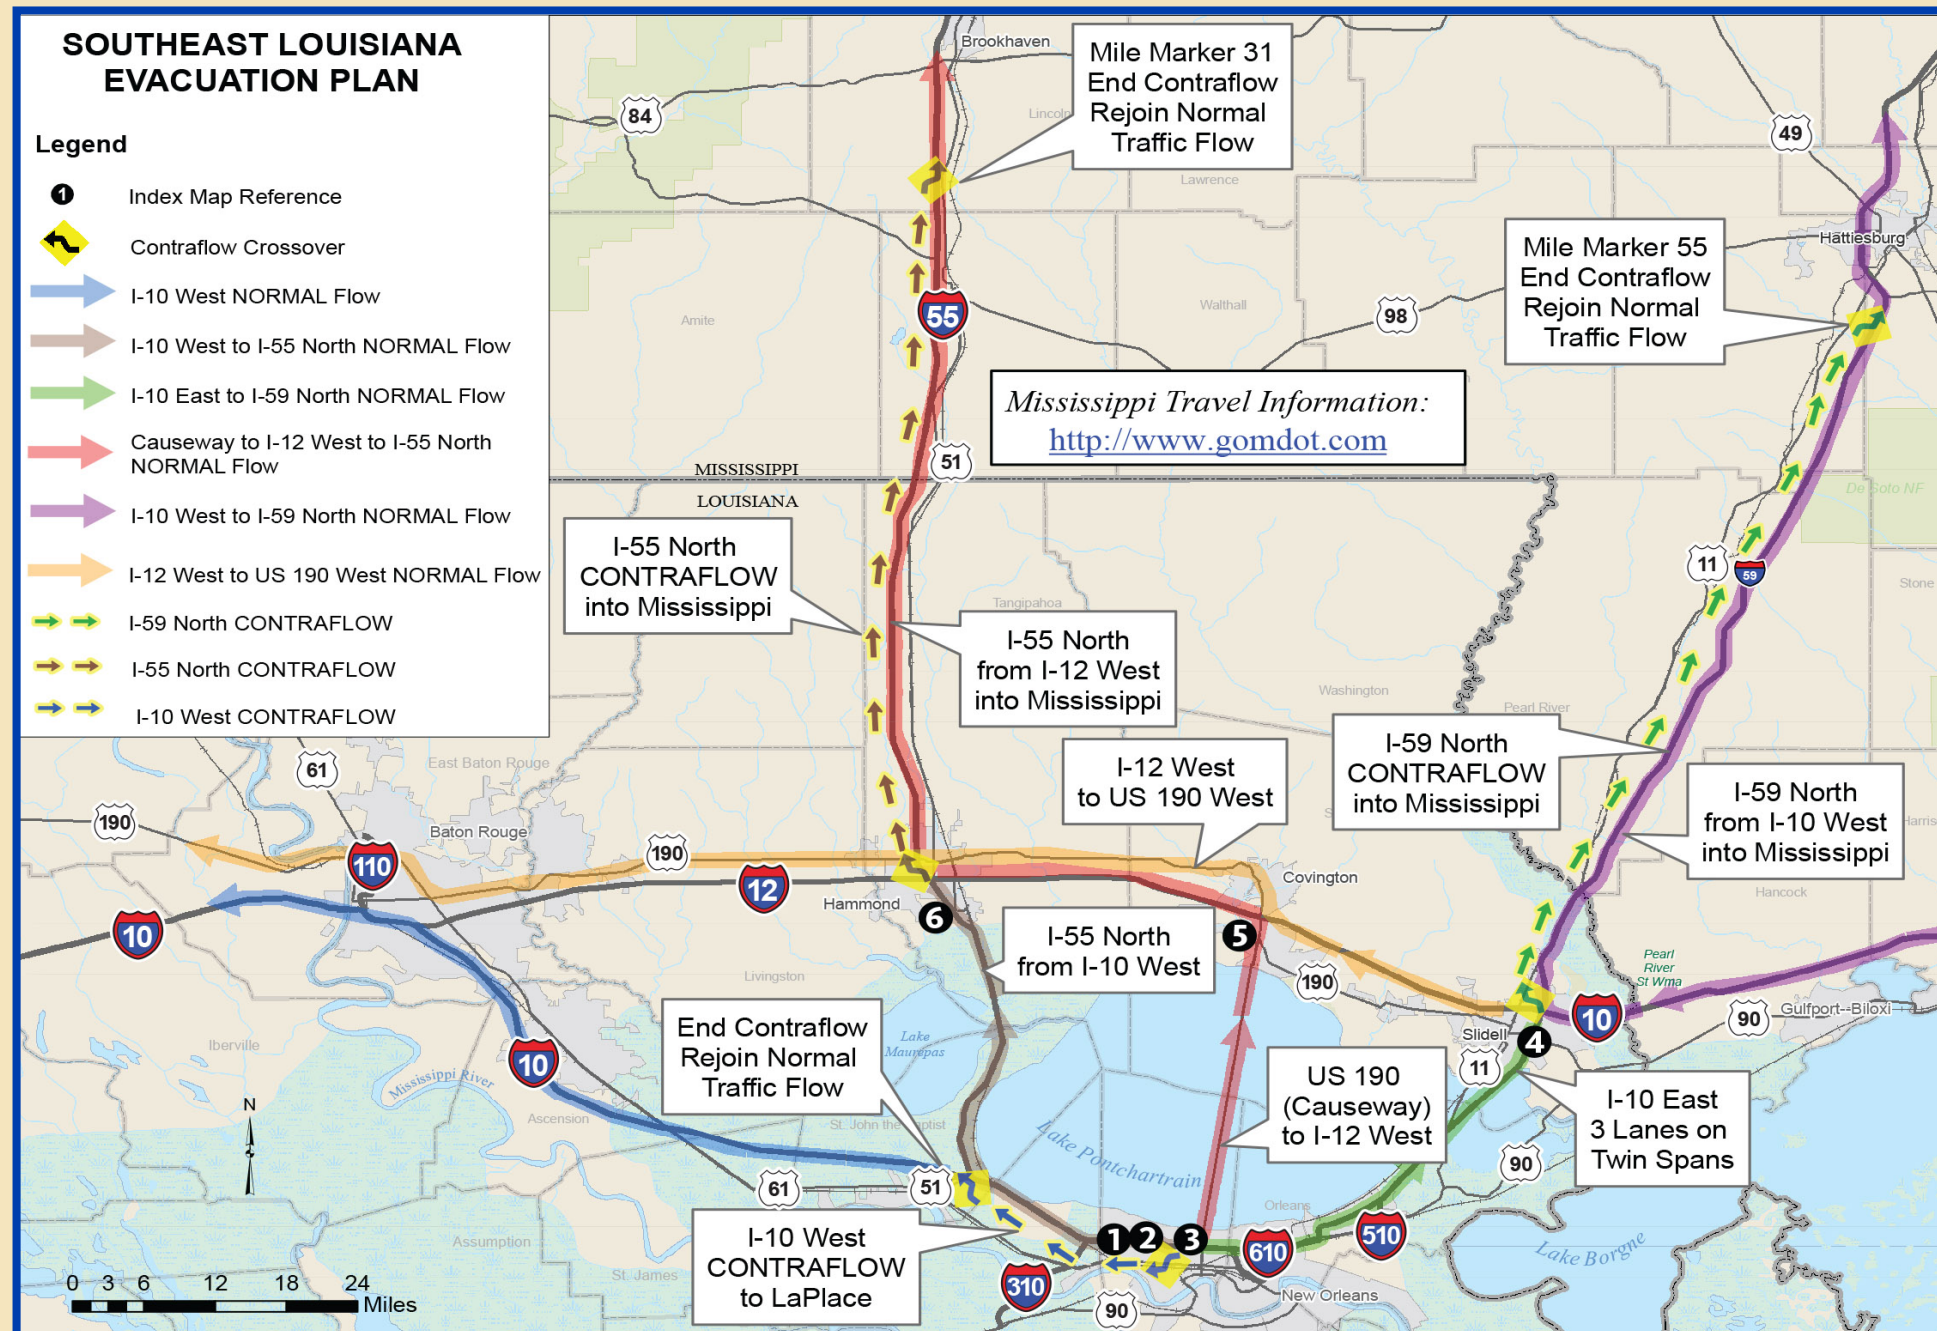 SOUTHEAST LOUISIANA
EVACUATION PLAN
Legend
1
Index Map Reference
Contraflow Crossover
I-10 West NORMAL Flow
I-10 West to I-55 North NORMAL Flow
I-10 East to I-59 North NORMAL Flow
Causeway to I-12 West to I-55 North
NORMAL Flow
I-10 West to I-59 North NORMAL Flow
I-12 West to US 190 West NORMAL Flow
I-59 North CONTRAFLOW
I-55 North CONTRAFLOW
I-10 West CONTRAFLOW
Brookhaven
84
Lincoln
Mile Marker 31
End Contraflow
Rejoin Normal
Traffic Flow
49
Lawrence
Hattiesburg
Mile Marker 55
End Contraflow
Rejoin Normal
Traffic Flow
55
Amite
Walthall
98
Mississippi Travel Information:
http://www.gomdot.com
51
MISSISSIPPI
LOUISIANA
De Soto NF
I-55 North
CONTRAFLOW
into Mississippi
11
59
Stone
Tangipahoa
I-55 North
from I-12 West
into Mississippi
Washington
Pearl River
I-59 North
CONTRAFLOW
into Mississippi
I-12 West
to US 190 West
I-59 North
from I-10 West
into Mississippi
Hancock
61
East Baton Rouge
190
Baton Rouge
110
190
12
Hammond
6
Covington
5
10
I-55 North
from I-10 West
Livingston
190
Pearl
River
St Wma
10
90
Gulfport--Biloxi
Slidell
4
11
End Contraflow
Rejoin Normal
Traffic Flow
Lake
Maurepas
Iberville
10
Mississippi River
Ascension
N
US 190
(Causeway)
to I-12 West
I-10 East
3 Lanes on
Twin Spans
Lake Pontchartrain
90
61
51
Orleans
I-10 West
CONTRAFLOW
to LaPlace
1
2
3
610
510
Lake Borgne
Assumption
St. James
310
90
New Orleans
0 3 6 12 18 24
Miles